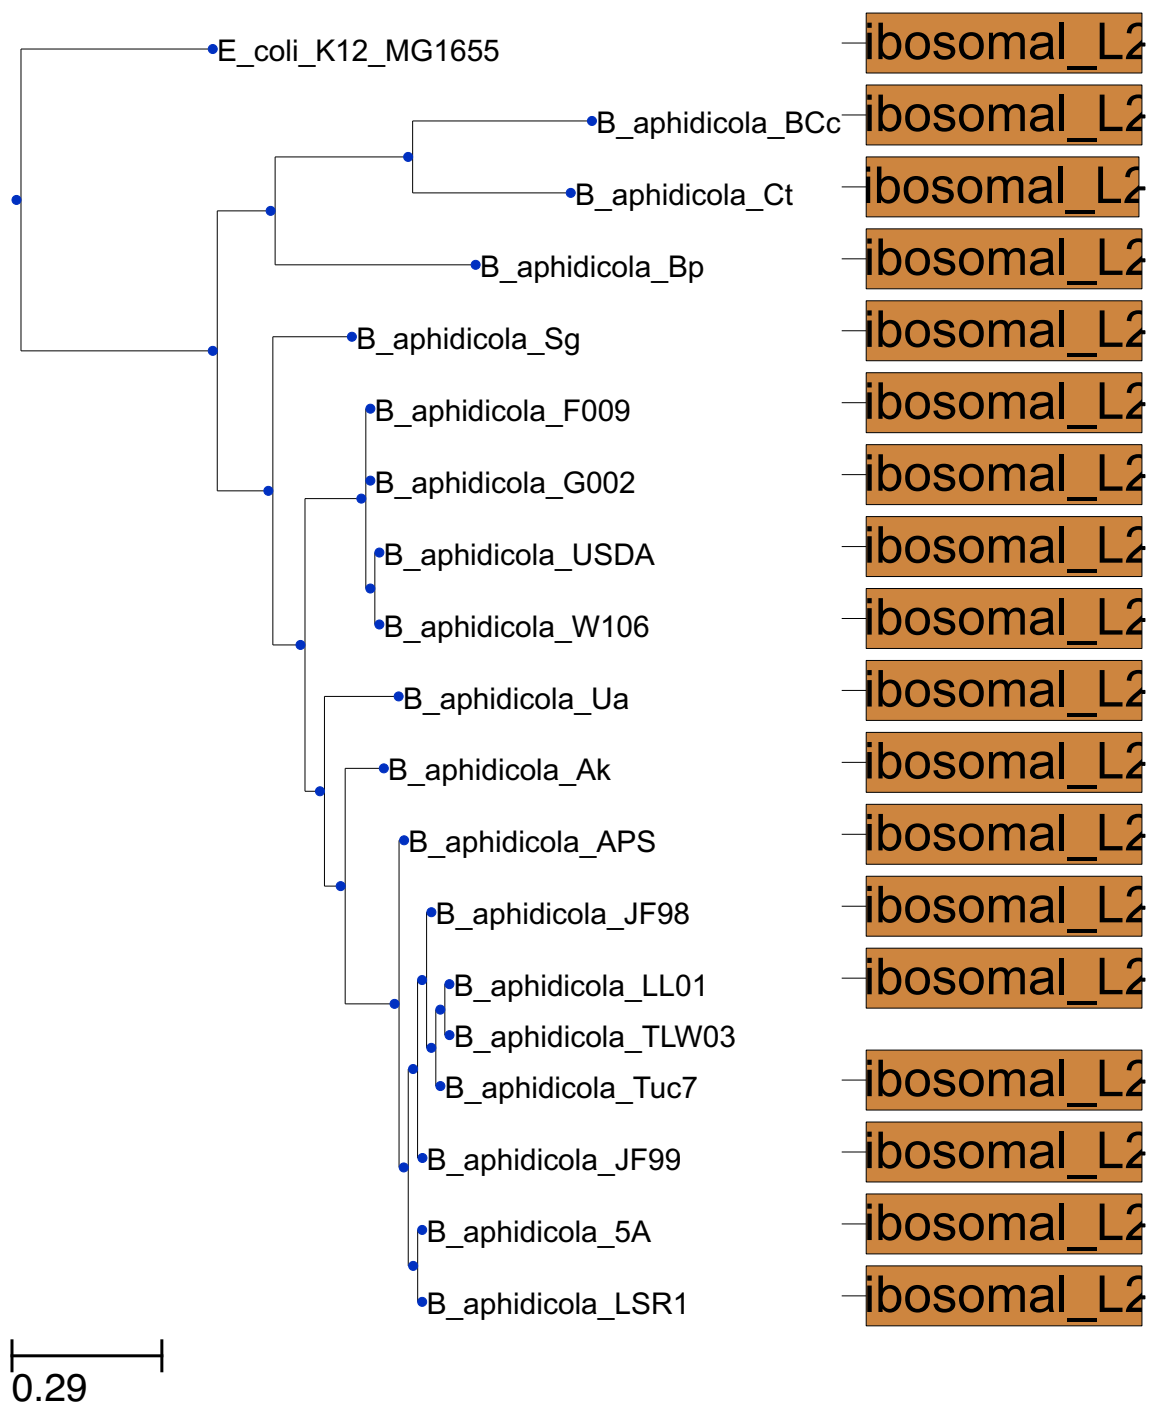 E_coli_K12_MG1655 ibosomal_L2
B_aphidicola_BCc ibosomal_L2
B_aphidicola_Ct ibosomal_L2
B_aphidicola_Bp ibosomal_L2
B_aphidicola_Sg ibosomal_L2
B_aphidicola_F009 ibosomal_L2
B_aphidicola_G002 ibosomal_L2
B_aphidicola_USDA ibosomal_L2
B_aphidicola_W106 ibosomal_L2
B_aphidicola_Ua ibosomal_L2
B_aphidicola_Ak ibosomal_L2
B_aphidicola_APS ibosomal_L2
B_aphidicola_JF98 ibosomal_L2
B_aphidicola_LL01 ibosomal_L2
B_aphidicola_TLW03
B_aphidicola_Tuc7 ibosomal_L2
B_aphidicola_JF99 ibosomal_L2
B_aphidicola_5A ibosomal_L2
B_aphidicola_LSR1 ibosomal_L2
0.29